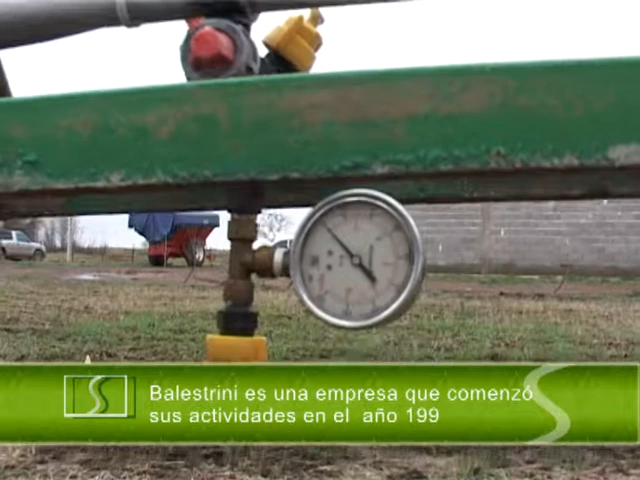 Balestrini es una empresa que comenzó
sus actividades en el año 199